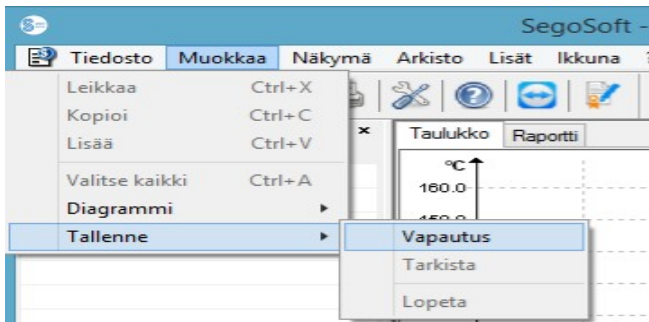 SegoSoft -
Tiedosto Muokkaa Näkymä Arkisto Lisät Ikkuna ?
Leikkaa Ctrl+X
Kopioi Ctrl+C
Lisää Ctrl+V
Taulukko Raportti
°C
Valitse kaikki Ctrl+A
160.0
Diagrammi
Tallenne
Vapautus
Tarkista
Lopeta